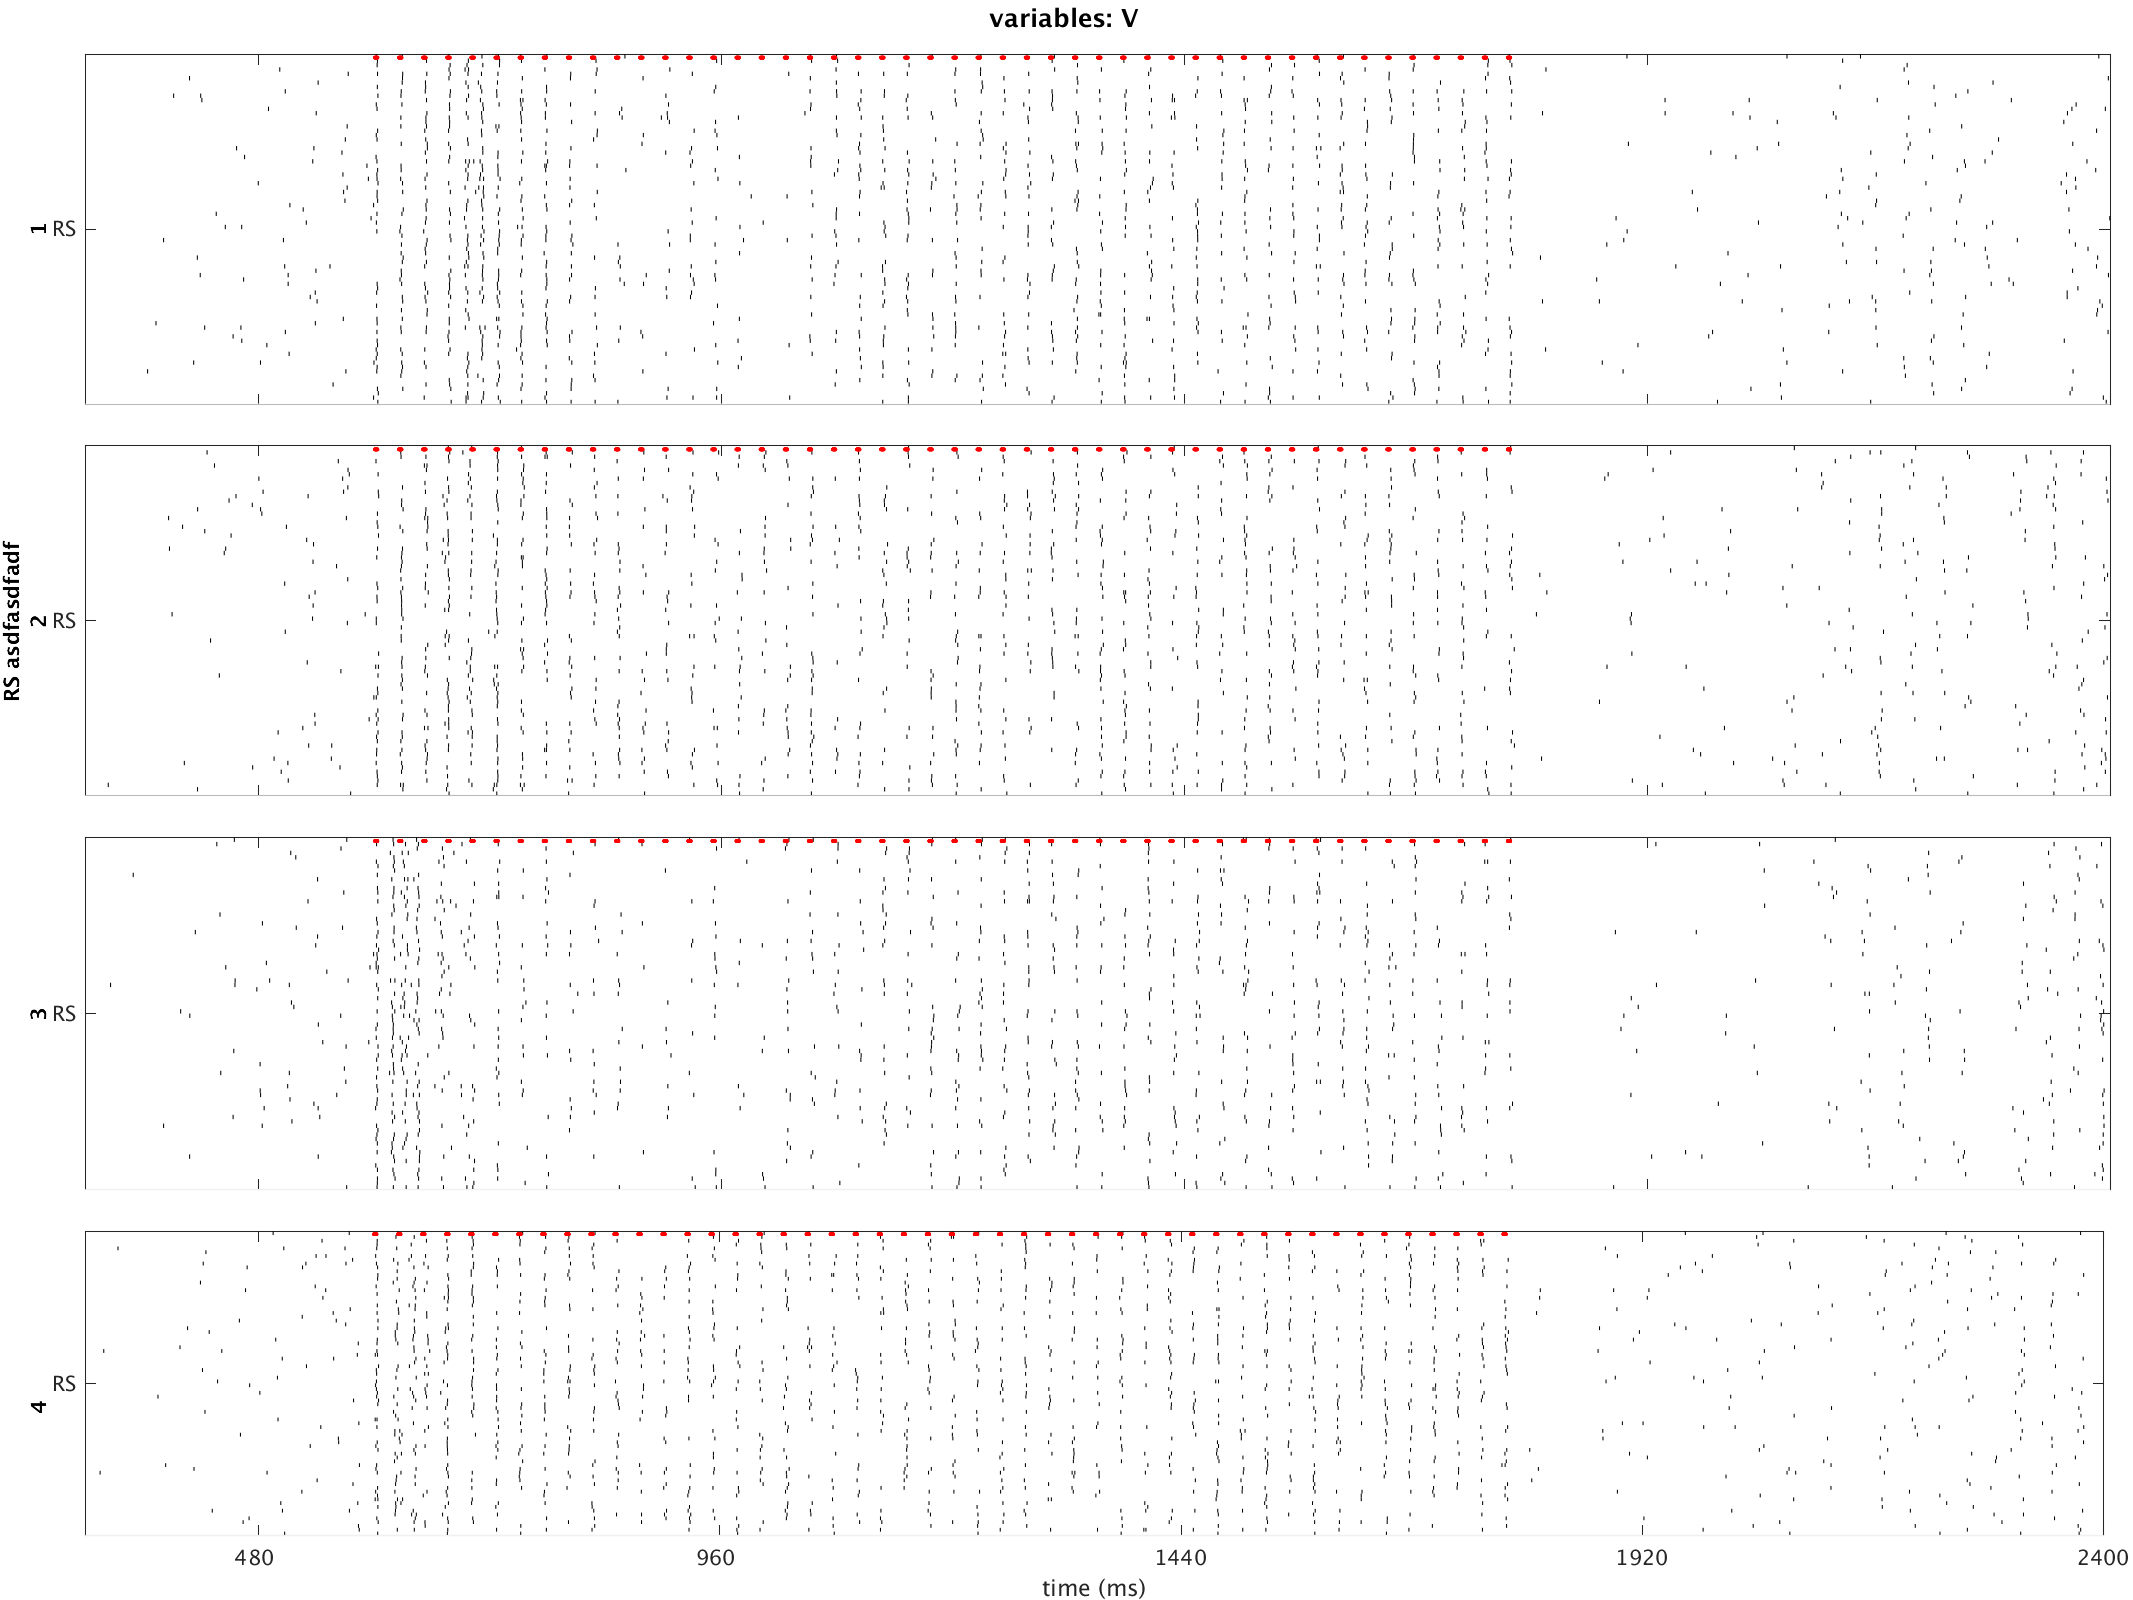 variables: V
1 RS
RS asdfasdfadf
2 RS
3 RS
4 RS
480 960 1440 1920 2400
time (ms)